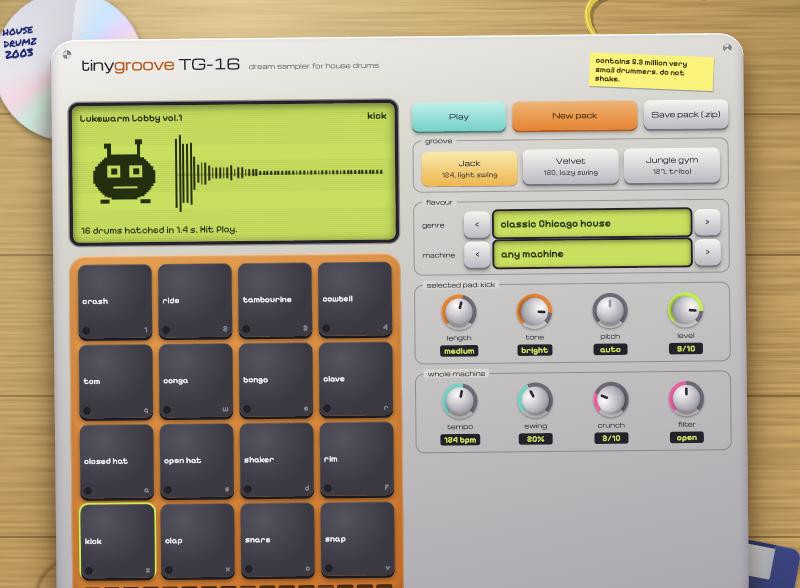 HOUSE
DRUMZ
2003
tinygroove TG-16 dream sampler for house drums
contains 8.3 million very
small drummers. do not
shake.
Lukewarm Lobby vol.1 kick
16 drums hatched in 1.4 s. Hit Play.
Play New pack Save pack (.zip)
groove
Jack
124, light swing
Velvet
120, lazy swing
Jungle gym
127, tribal
flavour
genre < classic Chicago house >
machine < any machine >
selected pad: kick
length tone pitch level
medium bright auto 9/10
whole machine
tempo swing crunch filter
124 bpm 20% 3/10 open
crash 1
ride 2
tambourine 3
cowbell 4
tom q
conga w
bongo e
clave r
closed hat a
open hat s
shaker d
rim f
kick z
clap x
snare c
snap v